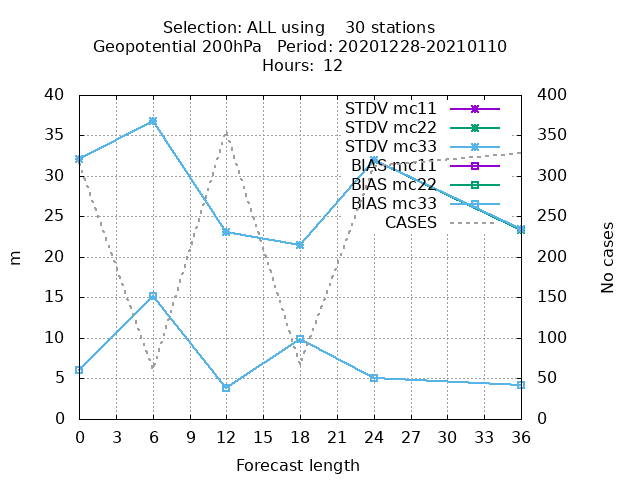 Selection: ALL using    30 stations
Geopotential 200hPa   Period: 20201228-20210110
Hours: 12
40
35
30
25
20
15
10
5
0
400
350
300
250
200
150
100
50
0
STDV mc11
STDV mc22
STDV mc33
BIAS mc11
BIAS mc22
BIAS mc33
CASES
m
No cases
0 3 6 9 12 15 18 21 24 27 30 33 36
Forecast length